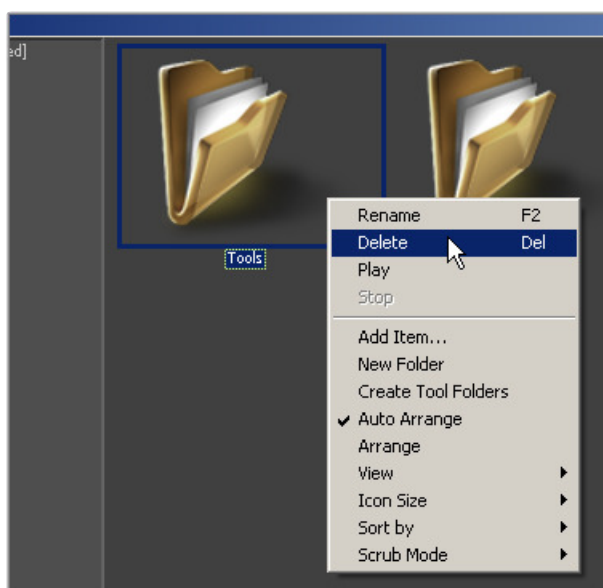 ed]
Tools
Rename F2
Delete Del
Play
Stop
Add Item...
New Folder
Create Tool Folders
Auto Arrange
Arrange
View
Icon Size
Sort by
Scrub Mode